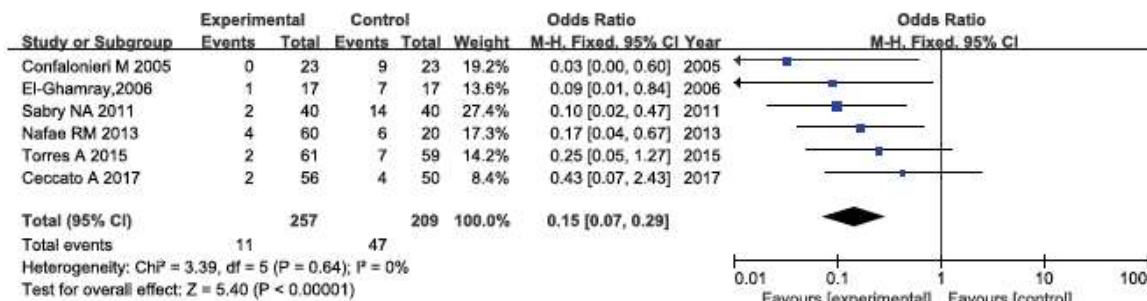 Experimental Control Odds Ratio Odds Ratio
Study or Subgroup Events Total Events Total Weight M-H, Fixed, 95% CI Year M-H, Fixed, 95% CI
Confalonieri M 2005 0 23 9 23 19.2% 0.03 [0.00, 0.60] 2005
El-Ghamray,2006 1 17 7 17 13.6% 0.09 [0.01, 0.84] 2006
Sabry NA 2011 2 40 14 40 27.4% 0.10 [0.02, 0.47] 2011
Nafae RM 2013 4 60 6 20 17.3% 0.17 [0.04, 0.67] 2013
Torres A 2015 2 61 7 59 14.2% 0.25 [0.05, 1.27] 2015
Ceccato A 2017 2 56 4 50 8.4% 0.43 [0.07, 2.43] 2017
Total (95% CI) 257 209 100.0% 0.15 [0.07, 0.29]
Total events 11 47
Heterogeneity: Chi² = 3.39, df = 5 (P = 0.64); I² = 0%
Test for overall effect: Z = 5.40 (P < 0.00001)
0.01 0.1 1 10 100
Favours [experimental] Favours [control]